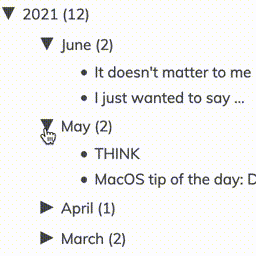 2021 (12)
June (2)
It doesn't matter to me
I just wanted to say ...
May (2)
THINK
MacOS tip of the day: D
April (1)
March (2)